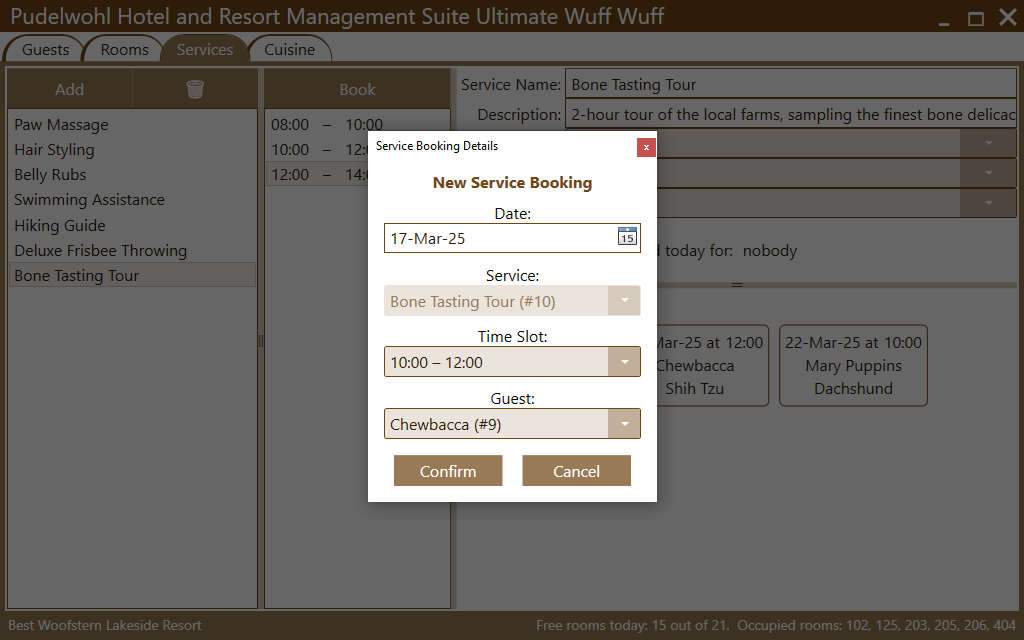 Pudelwohl Hotel and Resort Management Suite Ultimate Wuff Wuff
Guests Rooms Services Cuisine
Add
Book
Paw Massage
Hair Styling
Belly Rubs
Swimming Assistance
Hiking Guide
Deluxe Frisbee Throwing
Bone Tasting Tour
08:00 – 10:00
10:00 – 12:
12:00 – 14:
Service Name: Bone Tasting Tour
Description: 2-hour tour of the local farms, sampling the finest bone delicac
today for: nobody
Mar-25 at 12:00
Chewbacca
Shih Tzu
22-Mar-25 at 10:00
Mary Puppins
Dachshund
Service Booking Details
x
New Service Booking
Date:
17-Mar-25
15
Service:
Bone Tasting Tour (#10)
Time Slot:
10:00 – 12:00
Guest:
Chewbacca (#9)
Confirm Cancel
Best Woofstern Lakeside Resort
Free rooms today: 15 out of 21. Occupied rooms: 102, 125, 203, 205, 206, 404